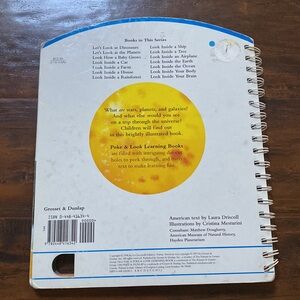 Books in This Series
Let's Look at Dinosaurs
Let's Look at the Planets
How a Baby Grows
Look Inside a Car
Look Inside a Farm
Look Inside a House
Look Inside a Rainforest
Look Inside a Ship
Look Inside a Tree
Look Inside an Airplane
Look Inside the Earth
Look Inside the Ocean
Look Inside Your Body
Look Inside Your Brain
What are stars, planets, and galaxies?
And what else would you see
on a trip through the universe?
Children will find out
in this brightly illustrated book.
Poke & Look Learning Books
are filled with intriguing die-cut
holes to peek through, and easy
text to make learning fun!
Grosset & Dunlap
American text by Laura Driscoll
Illustrations by Cristina Mesturini
Consultant: Matthew Dougherty,
American Museum of Natural History,
Hayden Planetarium